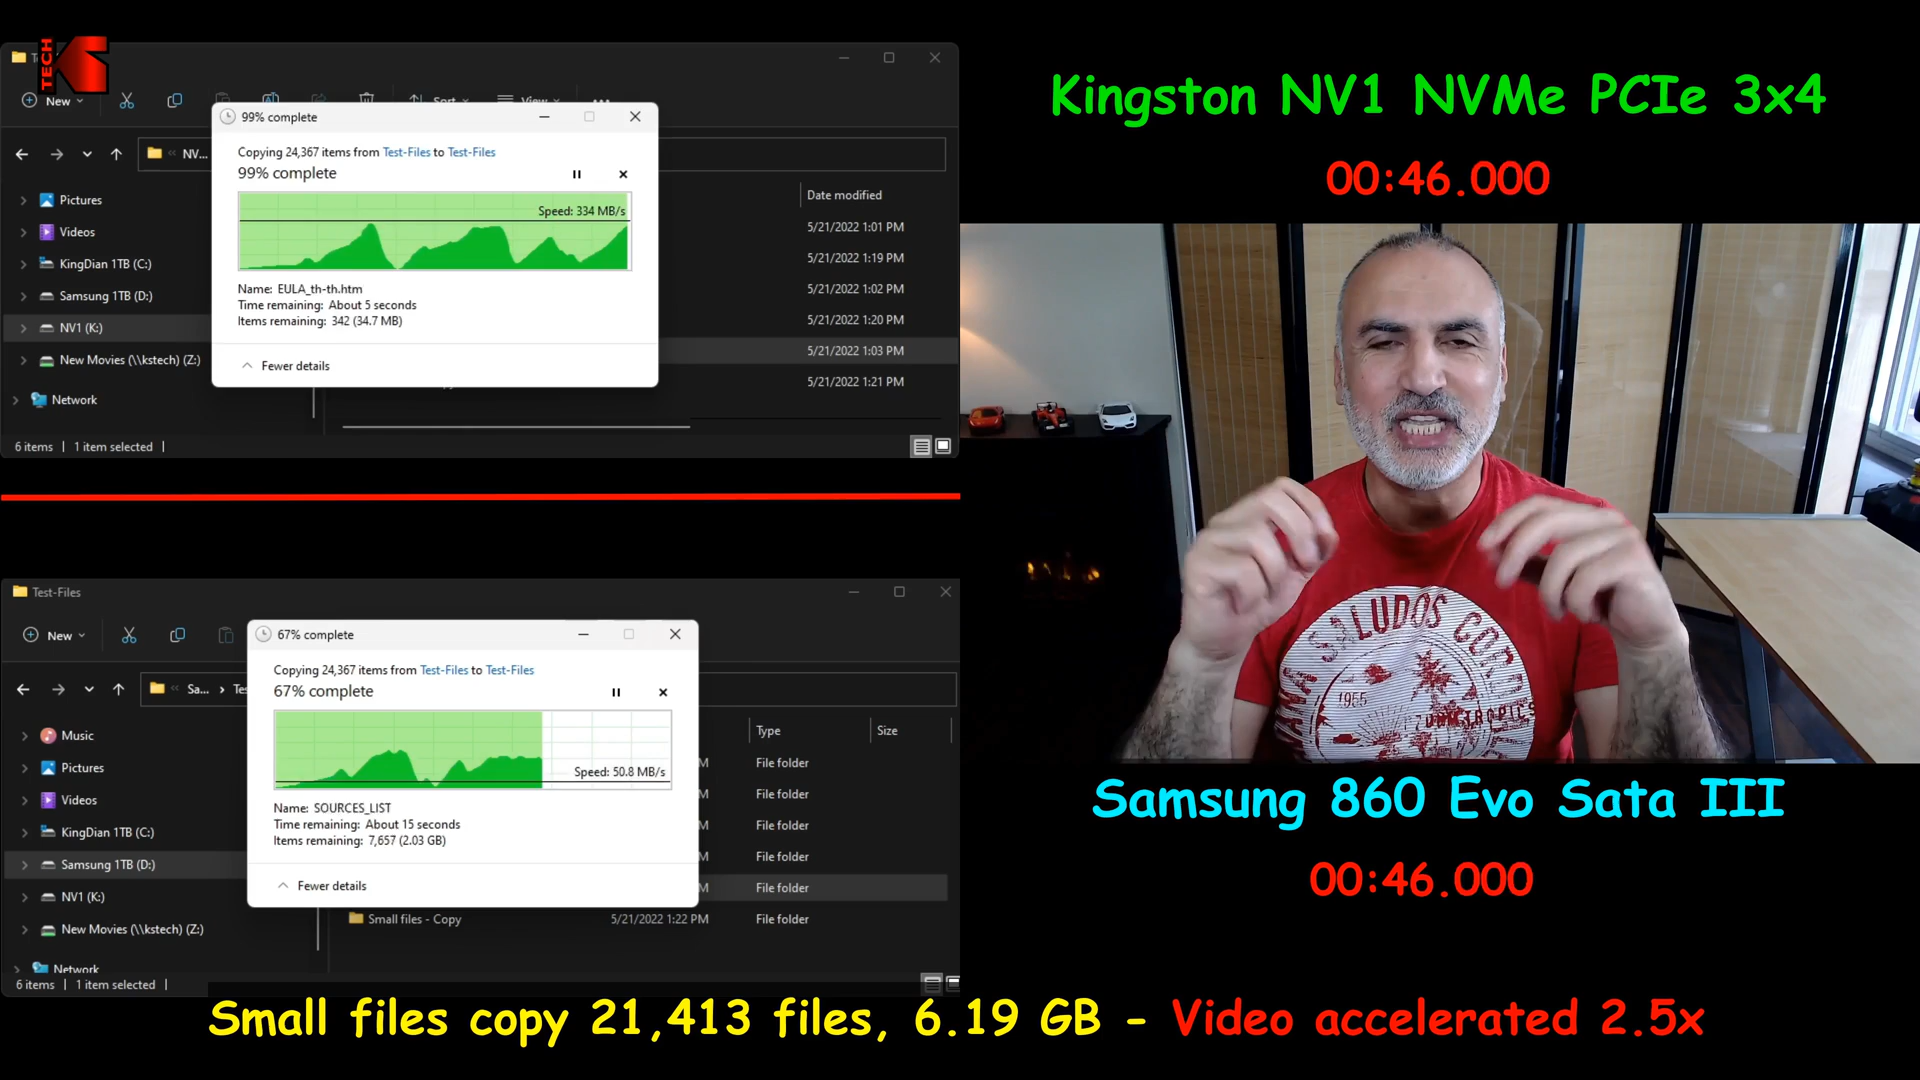 TECH
New
Sort
View
99% complete
Copying 24,367 items from Test-Files to Test-Files
99% complete
Speed: 334 MB/s
Name: EULA_th-th.htm
Time remaining: About 5 seconds
Items remaining: 342 (34.7 MB)
Fewer details
NV...
Pictures
Videos
KingDian 1TB (C:)
Samsung 1TB (D:)
NV1 (K:)
New Movies (\\kstech) (Z:)
Network
Date modified
5/21/2022 1:01 PM
5/21/2022 1:19 PM
5/21/2022 1:02 PM
5/21/2022 1:20 PM
5/21/2022 1:03 PM
5/21/2022 1:21 PM
6 items
1 item selected
Kingston NV1 NVMe PCIe 3x4
00:46.000
SALUDOS
1955
Test-Files
New
67% complete
Copying 24,367 items from Test-Files to Test-Files
67% complete
Speed: 50.8 MB/s
Name: SOURCES_LIST
Time remaining: About 15 seconds
Items remaining: 7,657 (2.03 GB)
Fewer details
Sa... › Tes
Music
Pictures
Videos
KingDian 1TB (C:)
Samsung 1TB (D:)
NV1 (K:)
New Movies (\\kstech) (Z:)
Network
Type
Size
M File folder
M File folder
M File folder
M File folder
M File folder
Small files - Copy 5/21/2022 1:22 PM File folder
6 items
1 item selected
Samsung 860 Evo Sata III
00:46.000
Small files copy 21,413 files, 6.19 GB - Video accelerated 2.5x